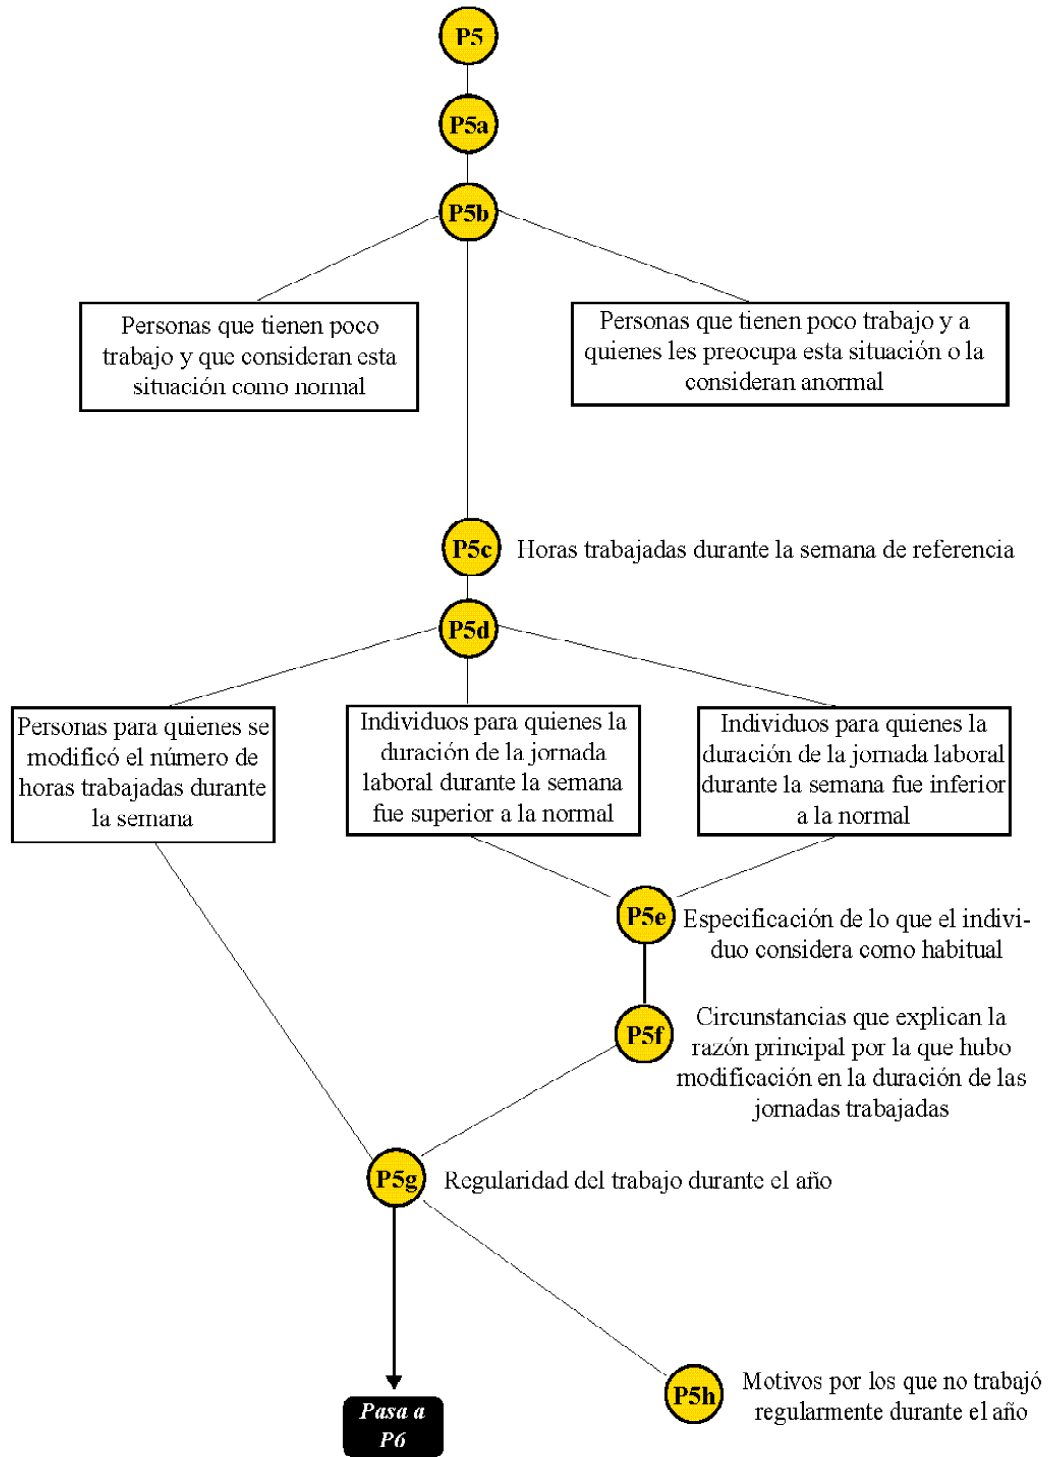 P5
P5a
P5b
Personas que tienen poco
trabajo y que consideran esta
situación como normal
Personas que tienen poco trabajo y a
quienes les preocupa esta situación o la
consideran anormal
P5c
Horas trabajadas durante la semana de referencia
P5d
Personas para quienes se
modificó el número de
horas trabajadas durante
la semana
Individuos para quienes la
duración de la jornada
laboral durante la semana
fue superior a la normal
Individuos para quienes la
duración de la jornada laboral
durante la semana fue inferior
a la normal
P5e
Especificación de lo que el indivi-
duo considera como habitual
P5f
Circunstancias que explican la
razón principal por la que hubo
modificación en la duración de las
jornadas trabajadas
P5g
Regularidad del trabajo durante el año
P5h
Motivos por los que no trabajó
regularmente durante el año
Pasa a
P6